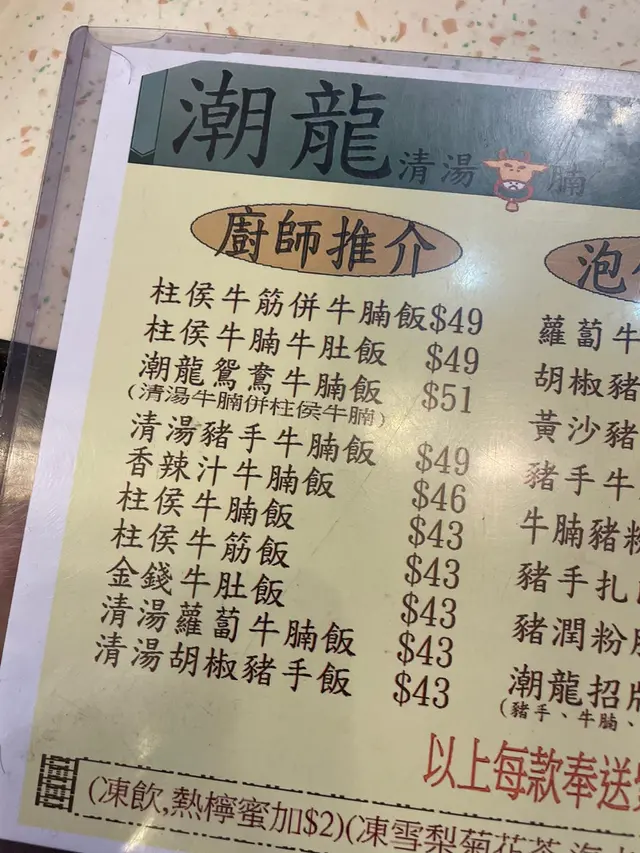 潮龍 清湯 腩
廚師推介
柱侯牛筋併牛腩飯 $49
柱侯牛腩牛肚飯 $49
潮龍鴛鴦牛腩飯 $51
(清湯牛腩併柱侯牛腩)
清湯豬手牛腩飯 $49
香辣汁牛腩飯 $46
柱侯牛腩飯 $43
柱侯牛筋飯 $43
金錢牛肚飯 $43
清湯蘿蔔牛腩飯 $43
清湯胡椒豬手飯 $43
泡
蘿蔔牛
胡椒豬
黃沙豬
豬手牛
牛腩豬粉
豬手扎
豬潤粉
潮龍招牌
(豬手、牛腩、
以上每款奉送
(凍飲,熱檸蜜加$2)(凍雪梨菊花茶